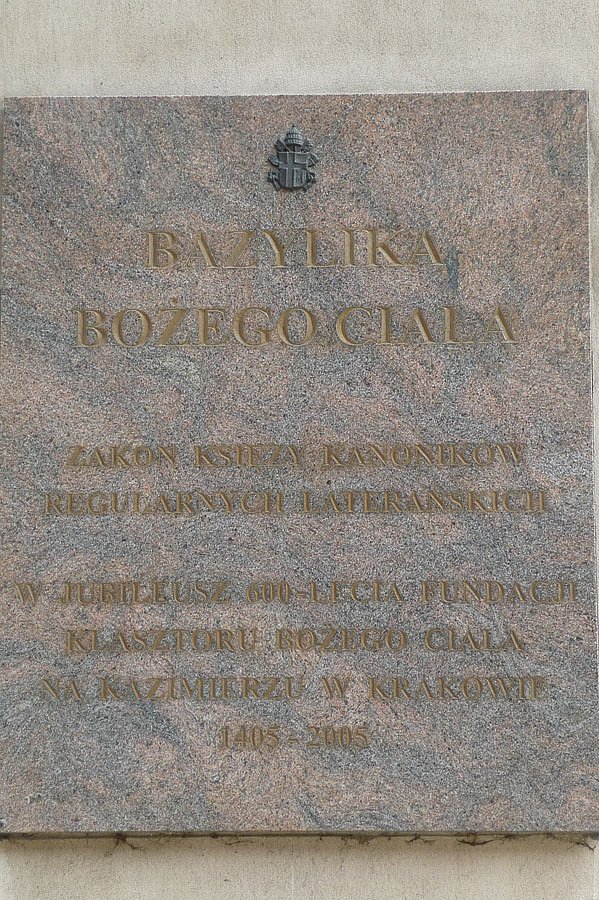 BAZYLIKA
BOŻEGO CIAŁA
ZAKON KSIĘŻY KANONIKÓW
REGULARNYCH LATERAŃSKICH
W JUBILEUSZ 600-LECIA FUNDACJI
KLASZTORU BOŻEGO CIAŁA
NA KAZIMIERZU W KRAKOWIE
1405-2005